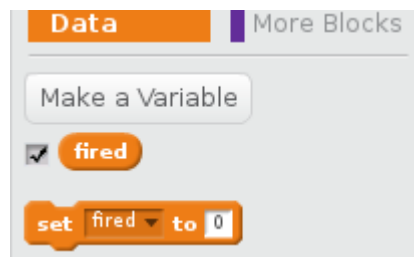 Data More Blocks
Make a Variable
fired
set fired to 0